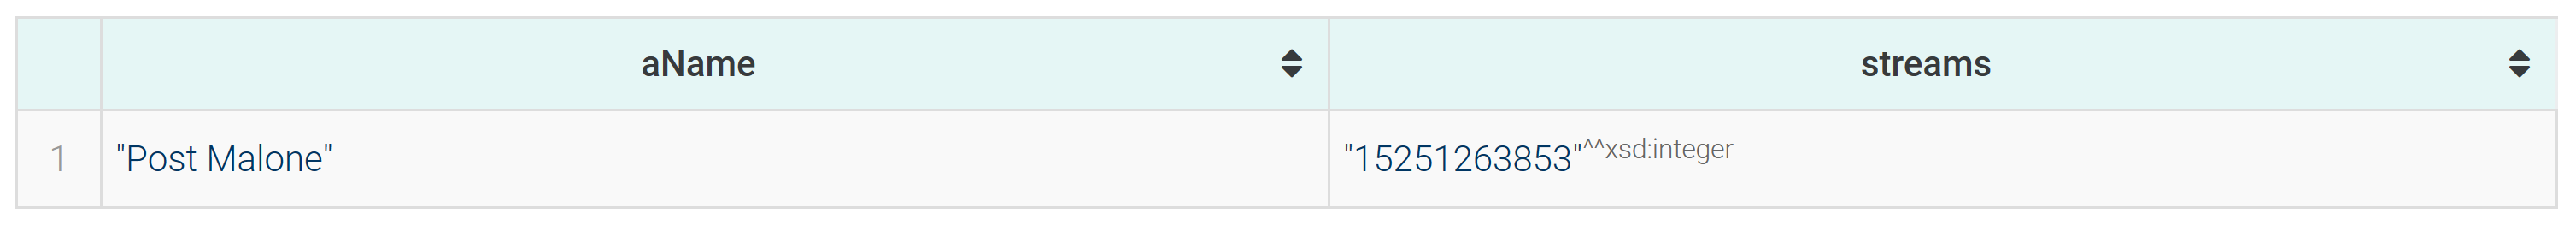 aName streams
1 "Post Malone" "15251263853"^^xsd:integer